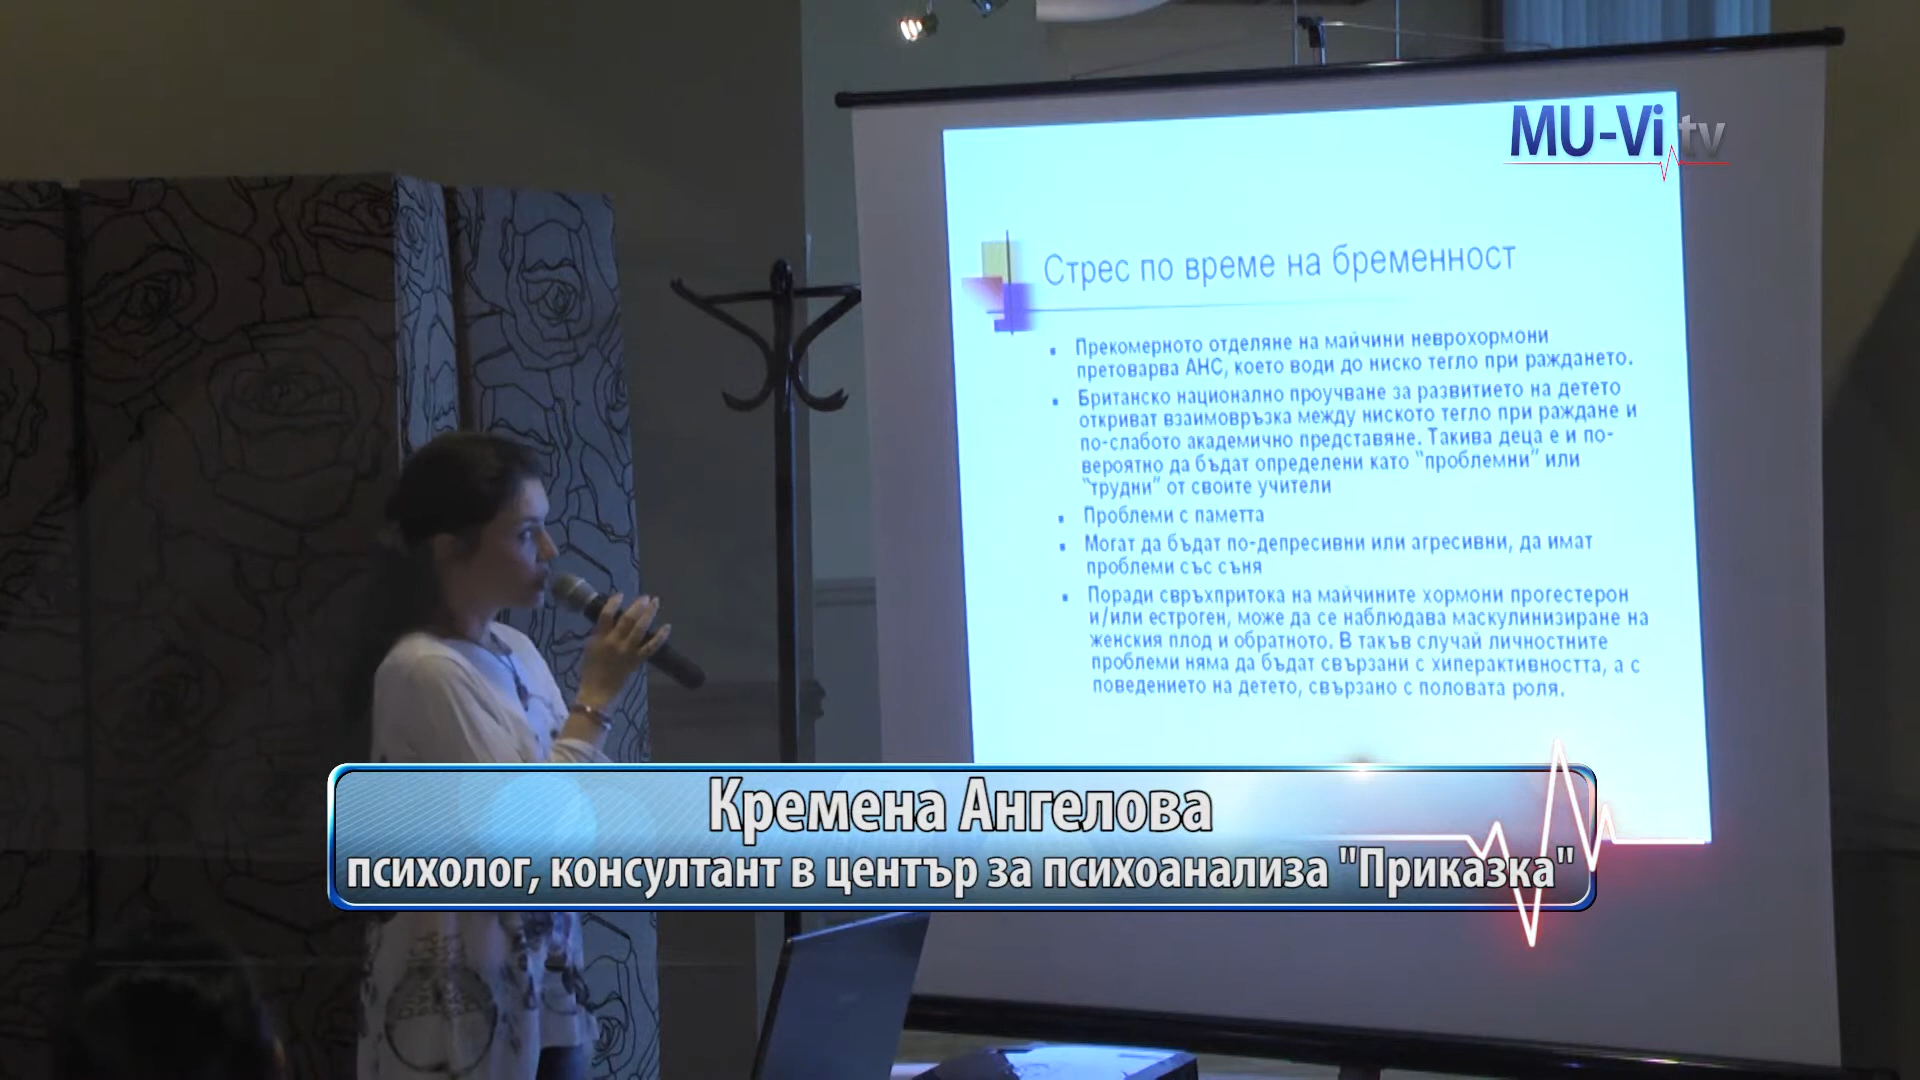 MU-Vi.tv
Стрес по време на бременност
Прекомерното отделяне на майчини неврохормони
претоварва АНС, което води до ниско тегло при раждането.
Британско национално проучване за развитието на детето
откриват взаимовръзка между ниското тегло при раждане и
по-слабото академично представяне. Такива деца е и по-
вероятно да бъдат определени като "проблемни" или
"трудни" от своите учители
Проблеми с паметта
Могат да бъдат по-депресивни или агресивни, да имат
проблеми със съня
Поради свръхпритока на майчините хормони прогестерон
и/или естроген, може да се наблюдава маскулинизиране на
женския плод и обратното. В такъв случай личностните
проблеми няма да бъдат свързани с хиперактивността, а с
поведението на детето, свързано с половата роля.
Кремена Ангелова
психолог, консултант в център за психоанализа "Приказка"